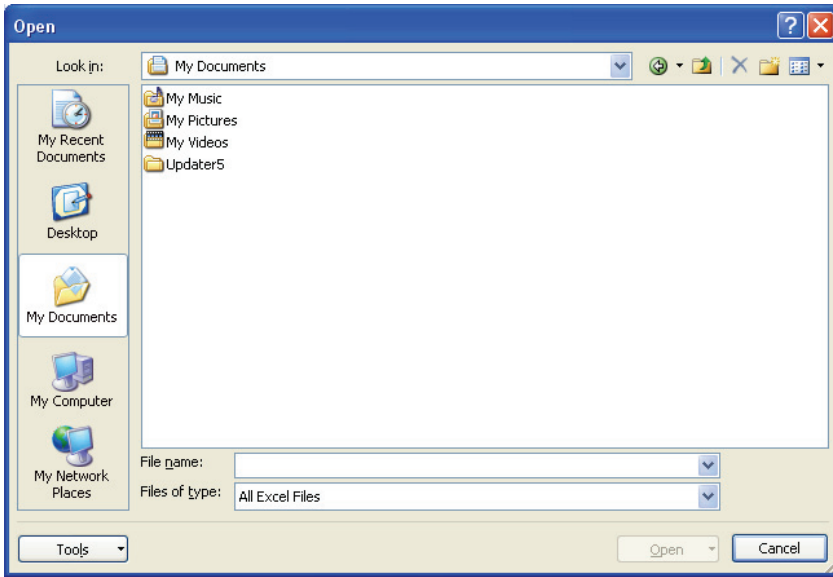 Open
Look in:
My Documents
My Recent
Documents
Desktop
My Documents
My Computer
My Network
Places
My Music
My Pictures
My Videos
Updater5
File name:
Files of type:
All Excel Files
Tools
Open
Cancel